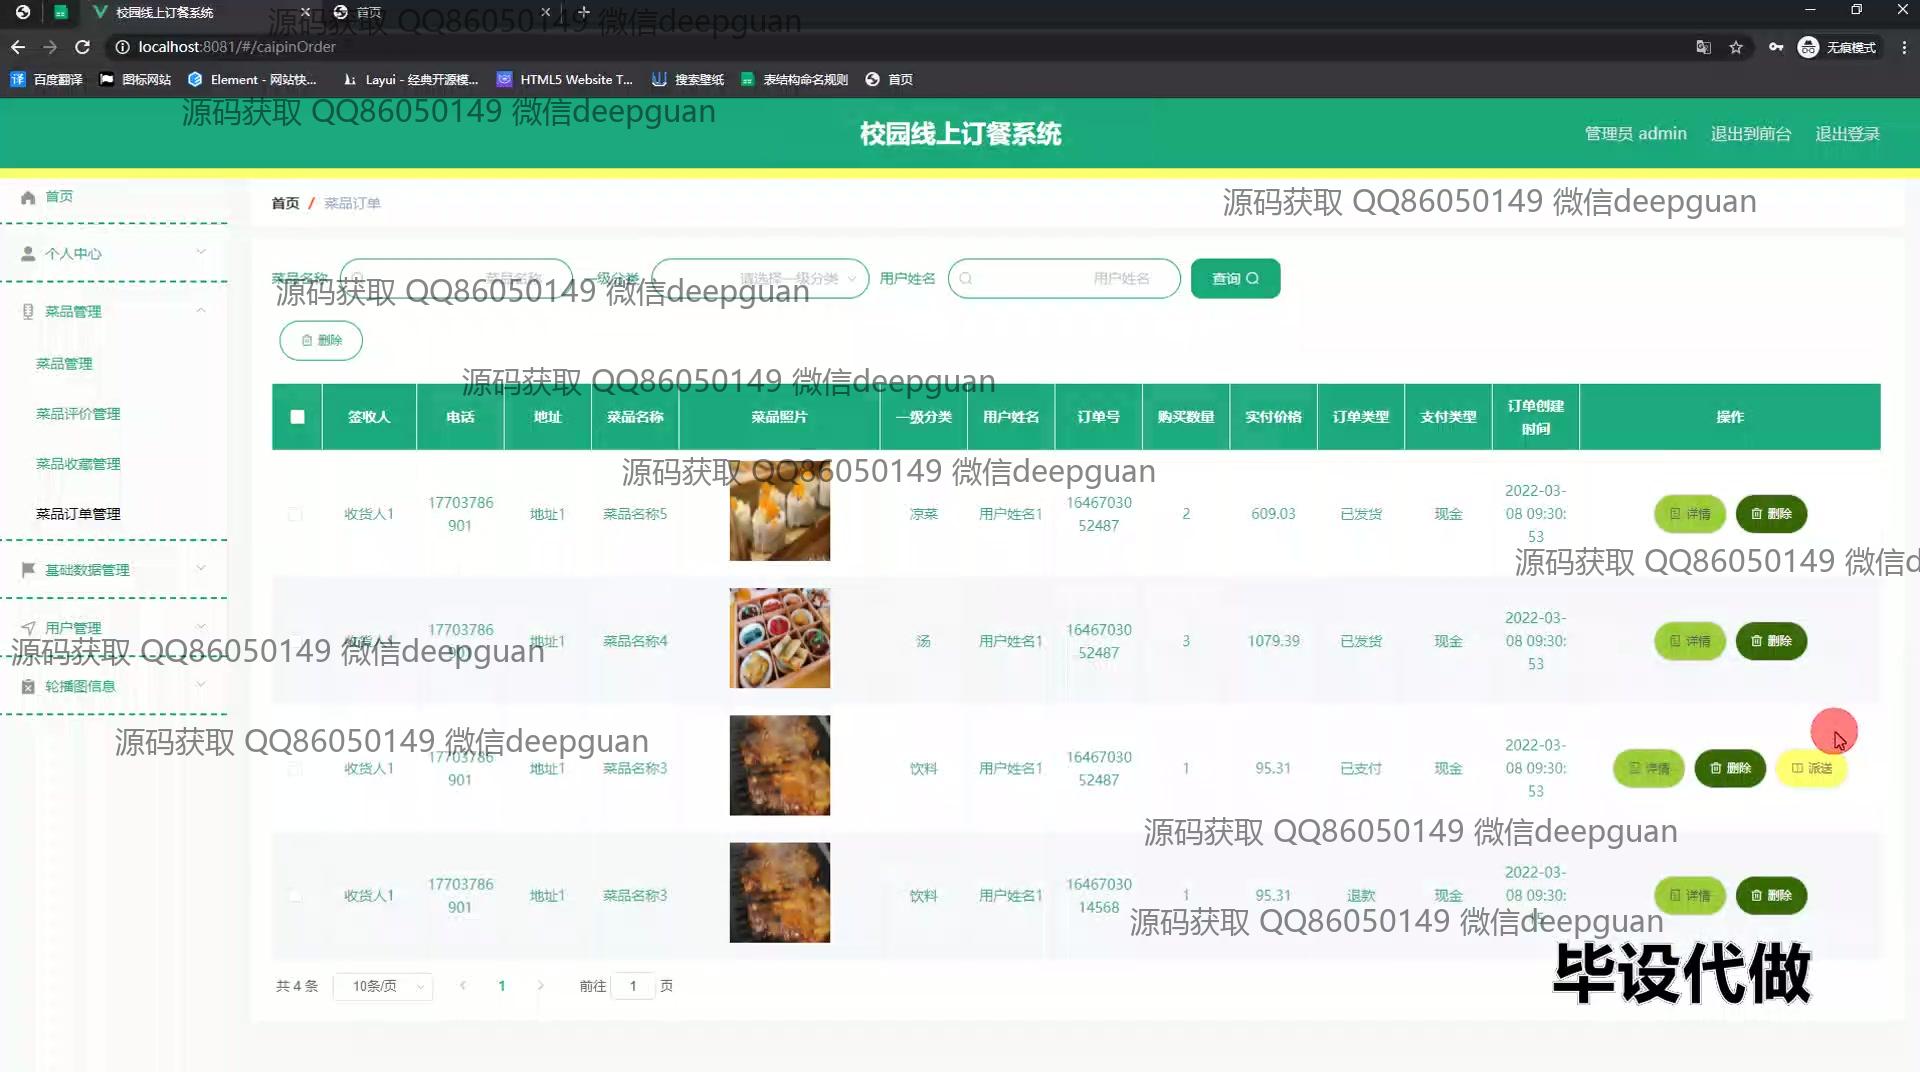 校园线上订餐系统
首页
localhost:8081/#/caipinOrder
无痕模式
百度翻译
图标网站
Element - 网站快...
Layui - 经典开源模...
HTML5 Website T...
搜索壁纸
表结构命名规则
首页
源码获取 QQ86050149 微信deepguan
源码获取 QQ86050149 微信deepguan
校园线上订餐系统
管理员 admin
退出到前台
退出登录
首页
个人中心
菜品管理
菜品管理
菜品评价管理
菜品收藏管理
菜品订单管理
基础数据管理
用户管理
轮播图信息
首页 / 菜品订单
源码获取 QQ86050149 微信deepguan
菜品名称 菜品名称 一级分类 请选择一级分类 用户姓名 用户姓名 查询
源码获取 QQ86050149 微信deepguan
删除
源码获取 QQ86050149 微信deepguan
签收人 电话 地址 菜品名称 菜品照片 一级分类 用户姓名 订单号 购买数量 实付价格 订单类型 支付类型 订单创建时间 操作
源码获取 QQ86050149 微信deepguan
收货人1 17703786901 地址1 菜品名称5 凉菜 用户姓名1 1646703052487 2 609.03 已发货 现金 2022-03-08 09:30:53 详情 删除
源码获取 QQ86050149 微信d
收货人1 17703786901 地址1 菜品名称4 汤 用户姓名1 1646703052487 3 1079.39 已发货 现金 2022-03-08 09:30:53 详情 删除
源码获取 QQ86050149 微信deepguan
源码获取 QQ86050149 微信deepguan
收货人1 17703786901 地址1 菜品名称3 饮料 用户姓名1 1646703052487 1 95.31 已支付 现金 2022-03-08 09:30:53 详情 删除 派送
源码获取 QQ86050149 微信deepguan
收货人1 17703786901 地址1 菜品名称3 饮料 用户姓名1 1646703014568 1 95.31 退款 现金 2022-03-08 09:30: 详情 删除
源码获取 QQ86050149 微信deepguan
毕设代做
共 4 条 10条/页 1 前往 1 页